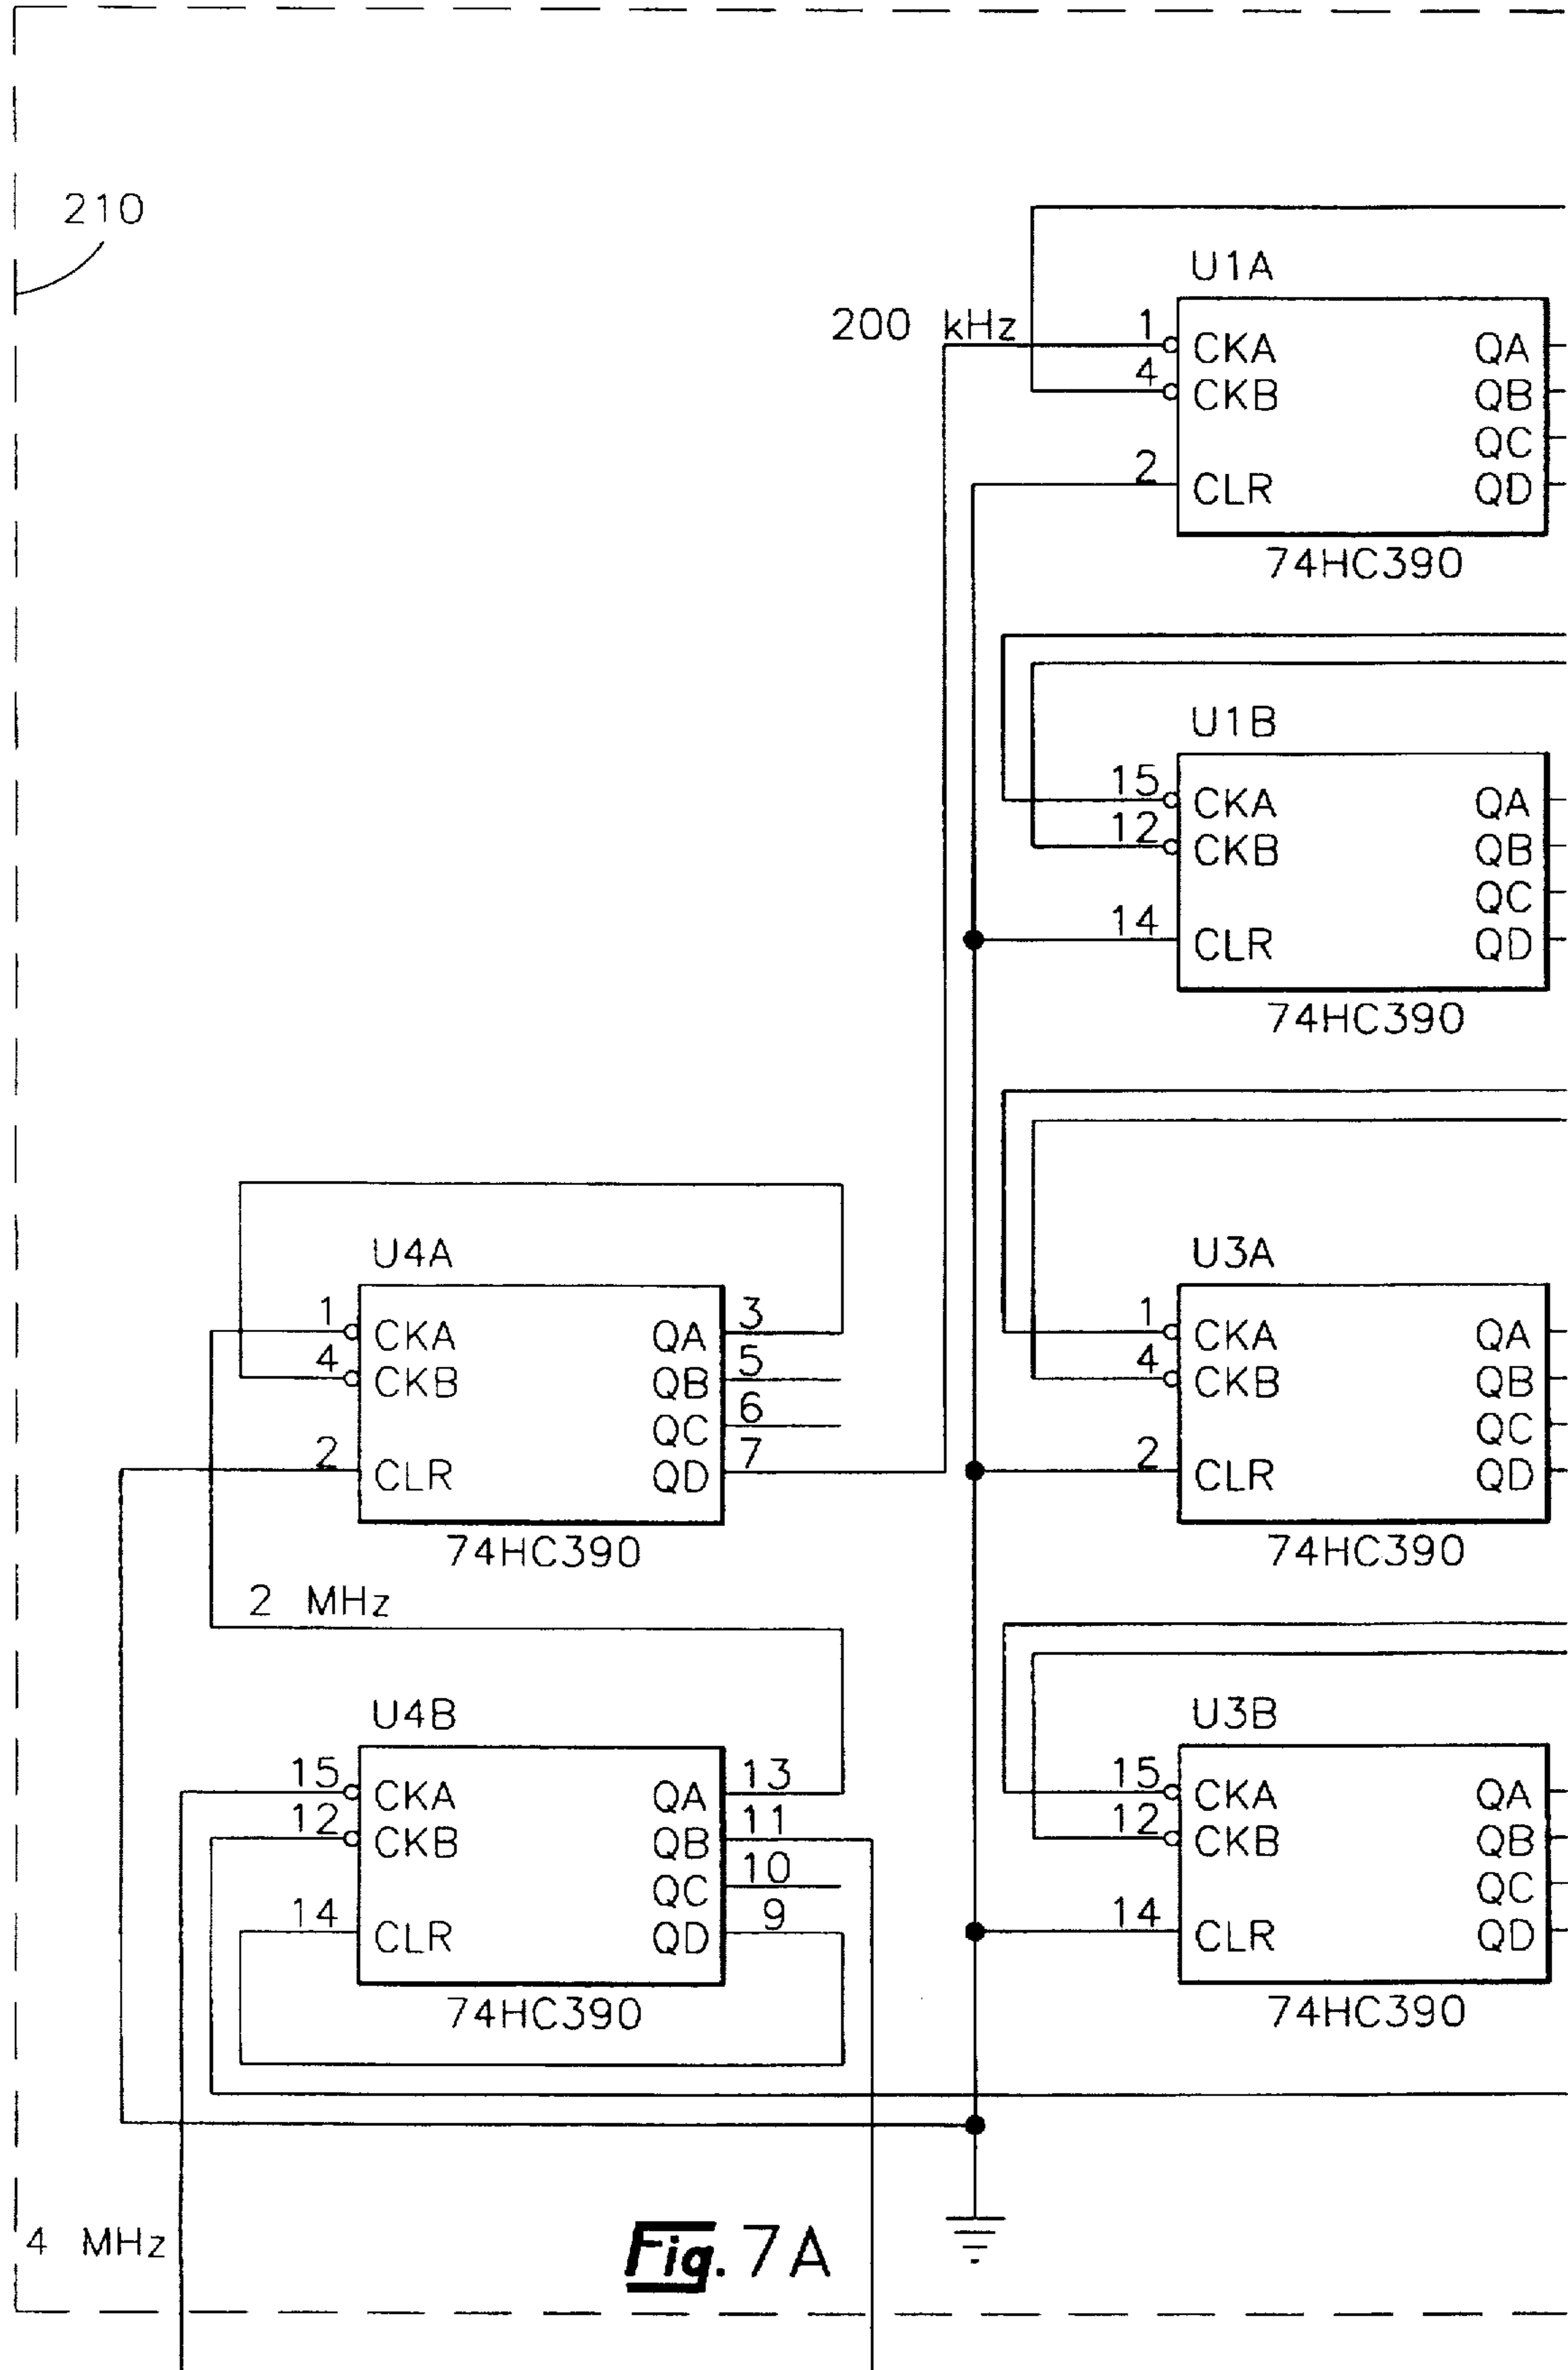 210
U1A
200 kHz
1 CKA QA
4 CKB QB
QC
2 CLR QD
74HC390
U1B
15 CKA QA
12 CKB QB
QC
14 CLR QD
74HC390
U4A
1 CKA QA 3
4 CKB QB 5
QC 6
2 CLR QD 7
74HC390
U3A
1 CKA QA
4 CKB QB
QC
2 CLR QD
74HC390
2 MHz
U4B
15 CKA QA 13
12 CKB QB 11
QC 10
14 CLR QD 9
74HC390
U3B
15 CKA QA
12 CKB QB
QC
14 CLR QD
74HC390
4 MHz
Fig. 7A